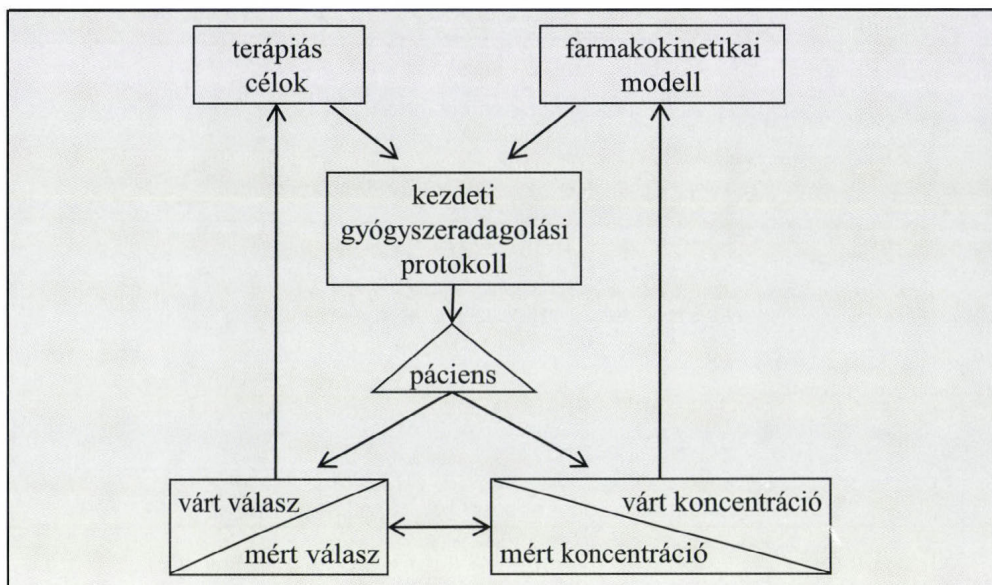 terápiás
célok
farmakokinetikai
modell
kezdeti
gyógyszeradagolási
protokoll
páciens
várt válasz
mért válasz
várt koncentráció
mért koncentráció